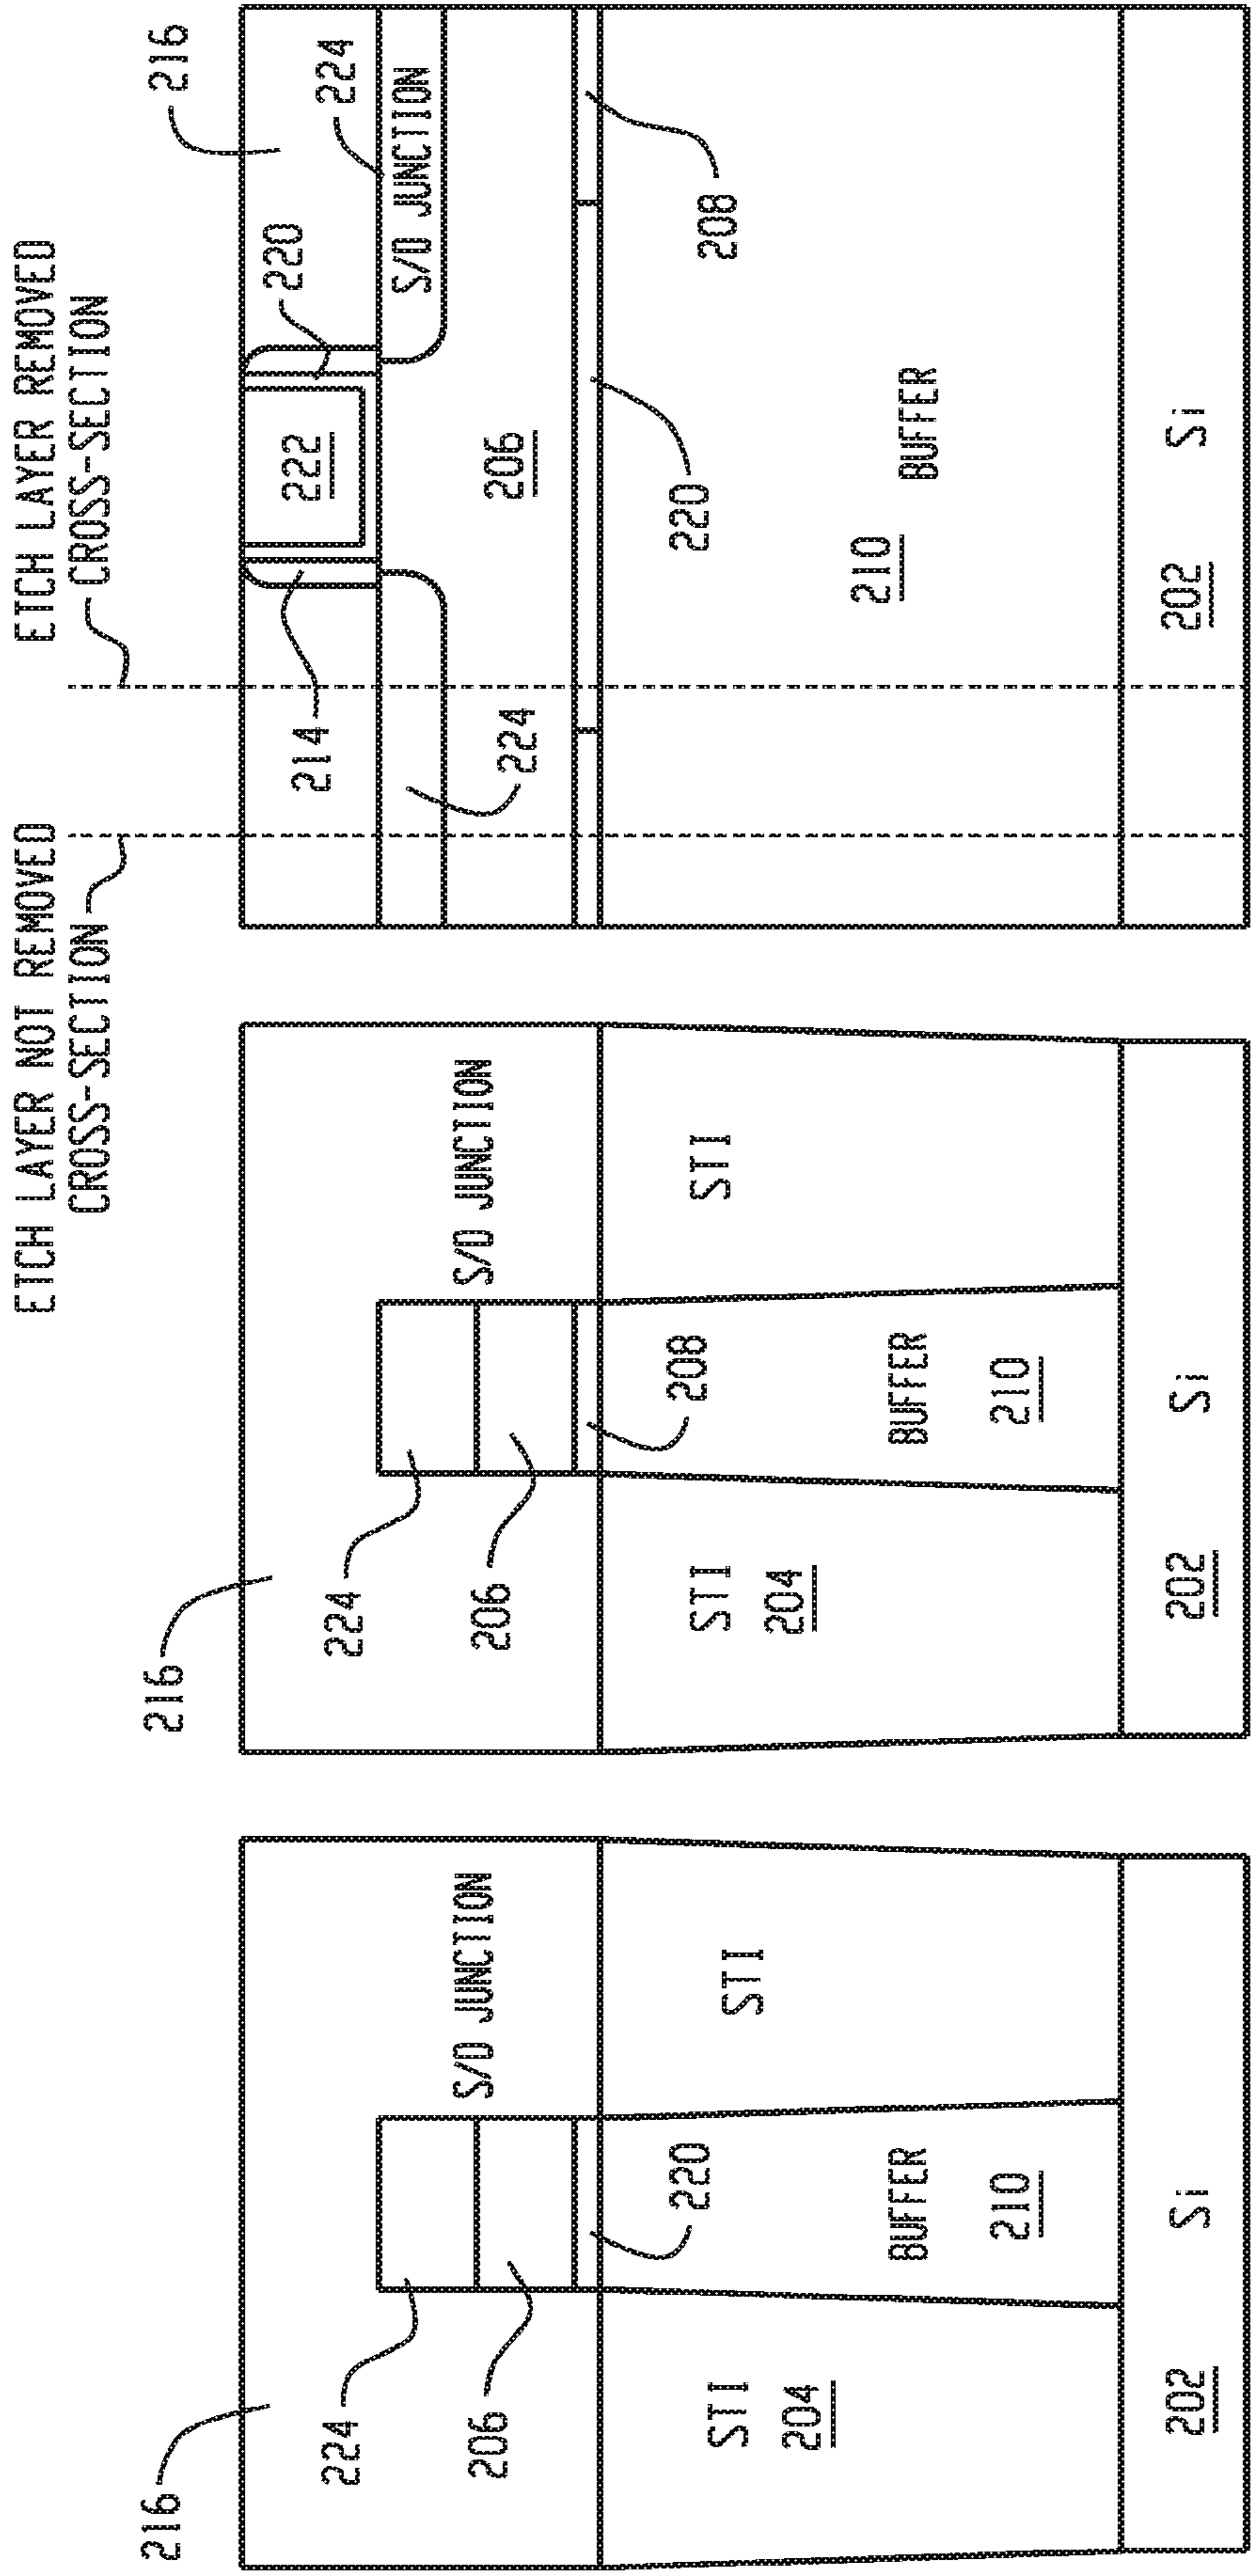 216
224
206
S/D JUNCTION
220
STI
204
STI
BUFFER
210
202
Si
216
224
206
S/D JUNCTION
208
STI
204
STI
BUFFER
210
202
Si
ETCH LAYER NOT REMOVED
CROSS-SECTION
ETCH LAYER REMOVED
CROSS-SECTION
216
220
224
214
222
S/D JUNCTION
224
206
220
208
210
BUFFER
202
Si